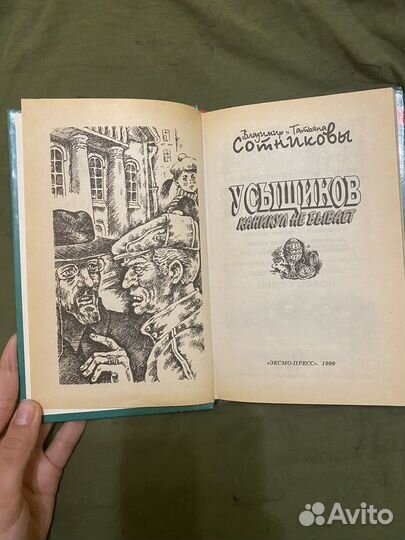 Владимир и Татьяна
Сотниковы
У СЫЩИКОВ
КАНИКУЛ НЕ БЫВАЕТ
«ЭКСМО-ПРЕСС». 1999
Avito